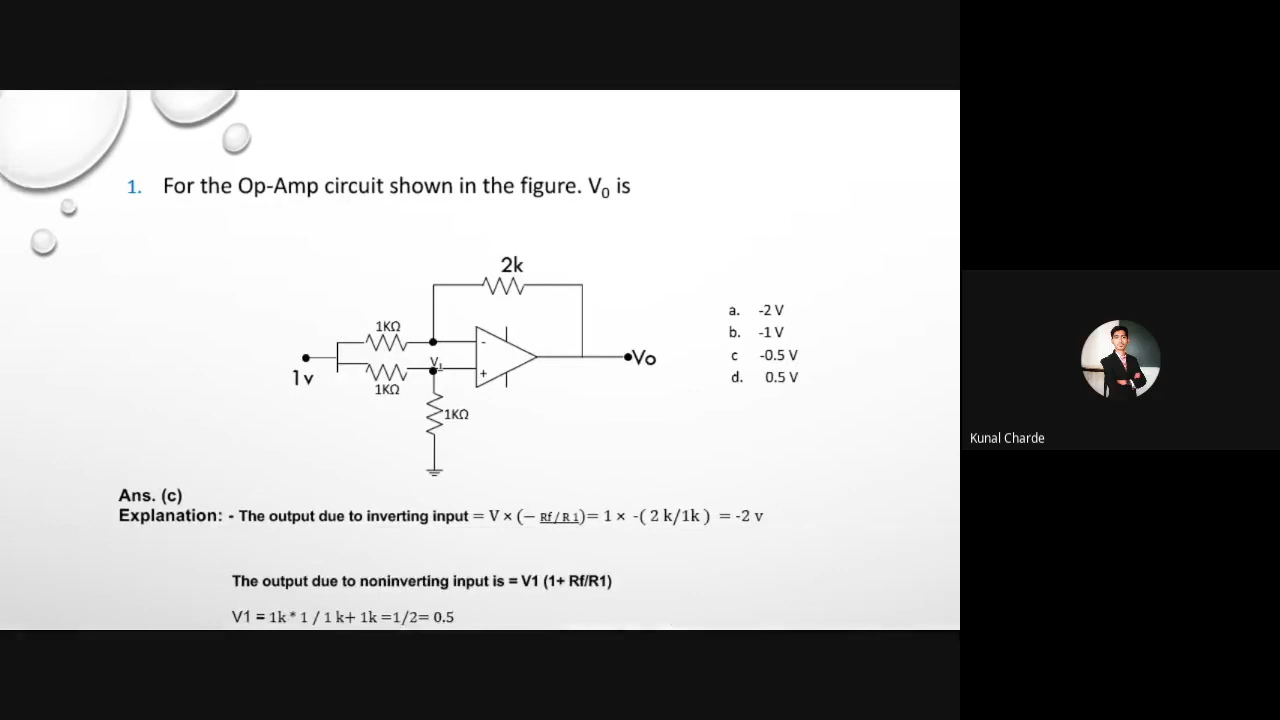 1. For the Op-Amp circuit shown in the figure. V₀ is
2k
1KΩ
V1
1KΩ
1v
1KΩ
Vo
a. -2 V
b. -1 V
c -0.5 V
d. 0.5 V
Ans. (c)
Explanation: - The output due to inverting input = V × (− Rf / R1)= 1 × -( 2 k/1k ) = -2 v
The output due to noninverting input is = V1 (1+ Rf/R1)
V1 = 1k * 1 / 1 k+ 1k =1/2= 0.5
Kunal Charde